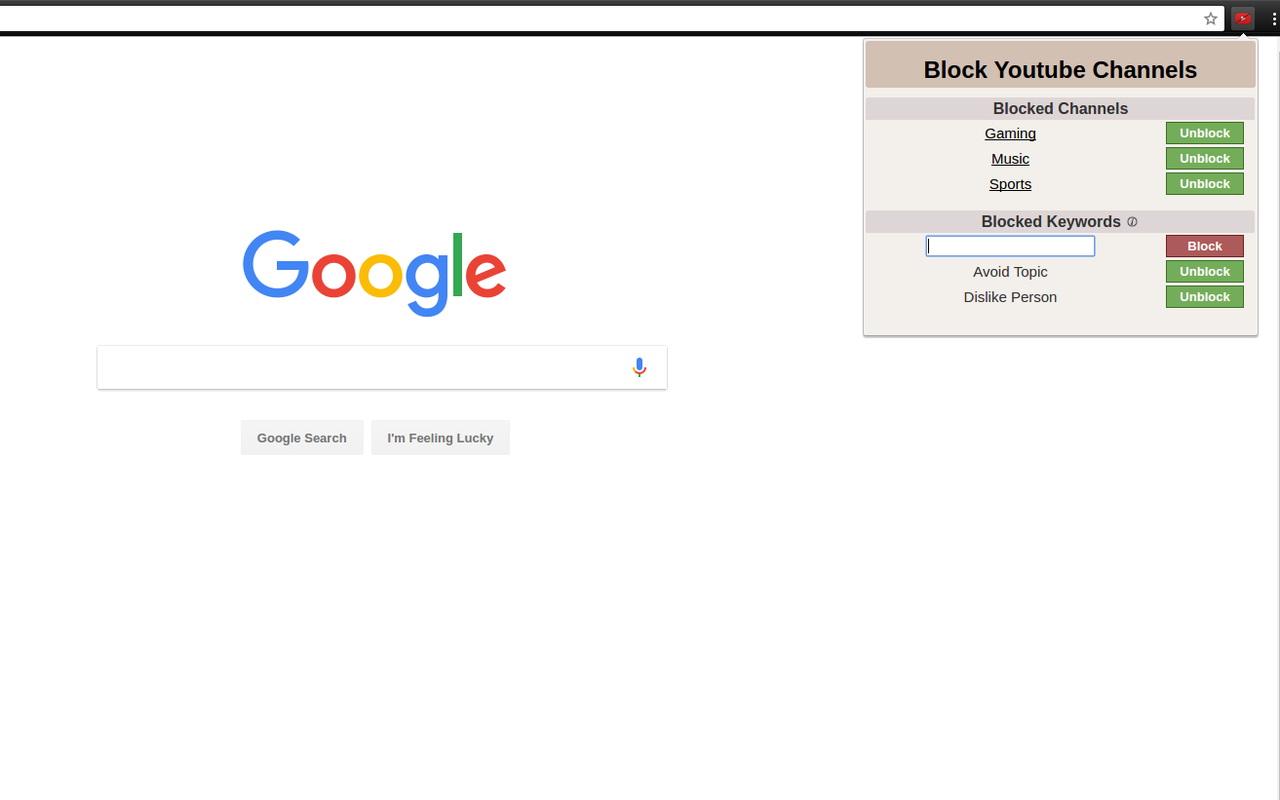 Block Youtube Channels
Blocked Channels
Gaming Unblock
Music Unblock
Sports Unblock
Blocked Keywords
Block
Avoid Topic Unblock
Dislike Person Unblock
Google
Google Search I'm Feeling Lucky